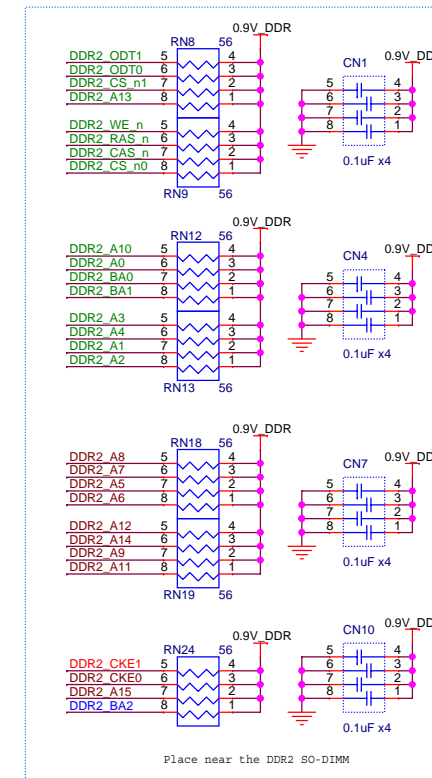 0.9V_DDR
RN8 56
DDR2_ODT1 5 4
DDR2_ODT0 6 3
DDR2_CS_n1 7 2
DDR2_A13 8 1
DDR2_WE_n 5 4
DDR2_RAS_n 6 3
DDR2_CAS_n 7 2
DDR2_CS_n0 8 1
RN9 56
CN1 0.9V_DD
5 4
6 3
7 2
8 1
0.1uF x4
0.9V_DDR
RN12 56
DDR2_A10 5 4
DDR2_A0 6 3
DDR2_BA0 7 2
DDR2_BA1 8 1
DDR2_A3 5 4
DDR2_A4 6 3
DDR2_A1 7 2
DDR2_A2 8 1
RN13 56
CN4 0.9V_DD
5 4
6 3
7 2
8 1
0.1uF x4
0.9V_DDR
RN18 56
DDR2_A8 5 4
DDR2_A7 6 3
DDR2_A5 7 2
DDR2_A6 8 1
DDR2_A12 5 4
DDR2_A14 6 3
DDR2_A9 7 2
DDR2_A11 8 1
RN19 56
CN7 0.9V_DD
5 4
6 3
7 2
8 1
0.1uF x4
0.9V_DDR
RN24 56
DDR2_CKE1 5 4
DDR2_CKE0 6 3
DDR2_A15 7 2
DDR2_BA2 8 1
CN10 0.9V_DD
5 4
6 3
7 2
8 1
0.1uF x4
Place near the DDR2 SO-DIMM